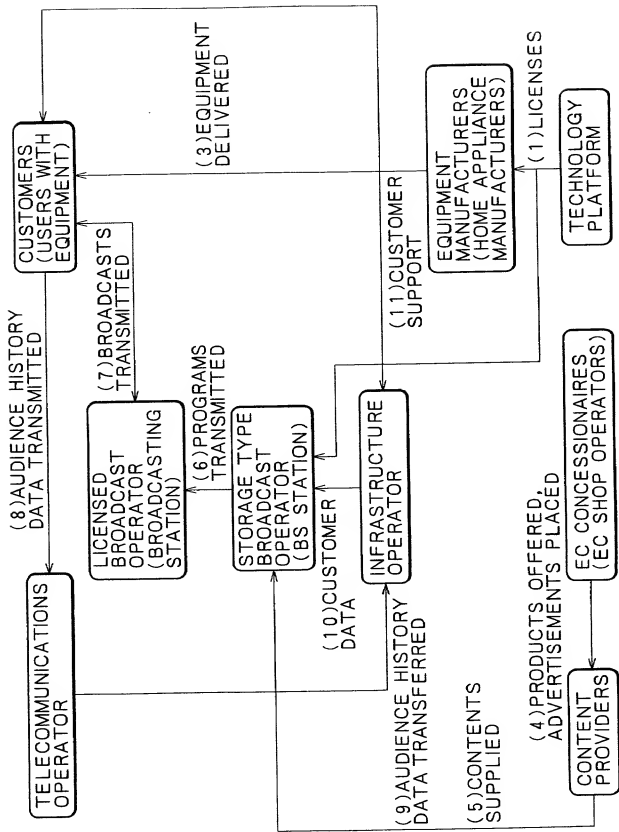 TELECOMMUNICATIONS
OPERATOR
(8)AUDIENCE HISTORY
DATA TRANSMITTED
CUSTOMERS
(USERS WITH
EQUIPMENT)
(7)BROADCASTS
TRANSMITTED
LICENSED
BROADCAST
OPERATOR
(BROADCASTING
STATION)
(3)EQUIPMENT
DELIVERED
(6)PROGRAMS
TRANSMITTED
STORAGE TYPE
BROADCAST
OPERATOR
(BS STATION)
(10)CUSTOMER
DATA
INFRASTRUCTURE
OPERATOR
(11)CUSTOMER
SUPPORT
(9)AUDIENCE HISTORY
DATA TRANSFERRED
EQUIPMENT
MANUFACTURERS
(HOME APPLIANCE
MANUFACTURERS)
(5)CONTENTS
SUPPLIED
(1)LICENSES
(4)PRODUCTS OFFERED,
ADVERTISEMENTS PLACED
CONTENT
PROVIDERS
EC CONCESSIONAIRES
(EC SHOP OPERATORS)
TECHNOLOGY
PLATFORM